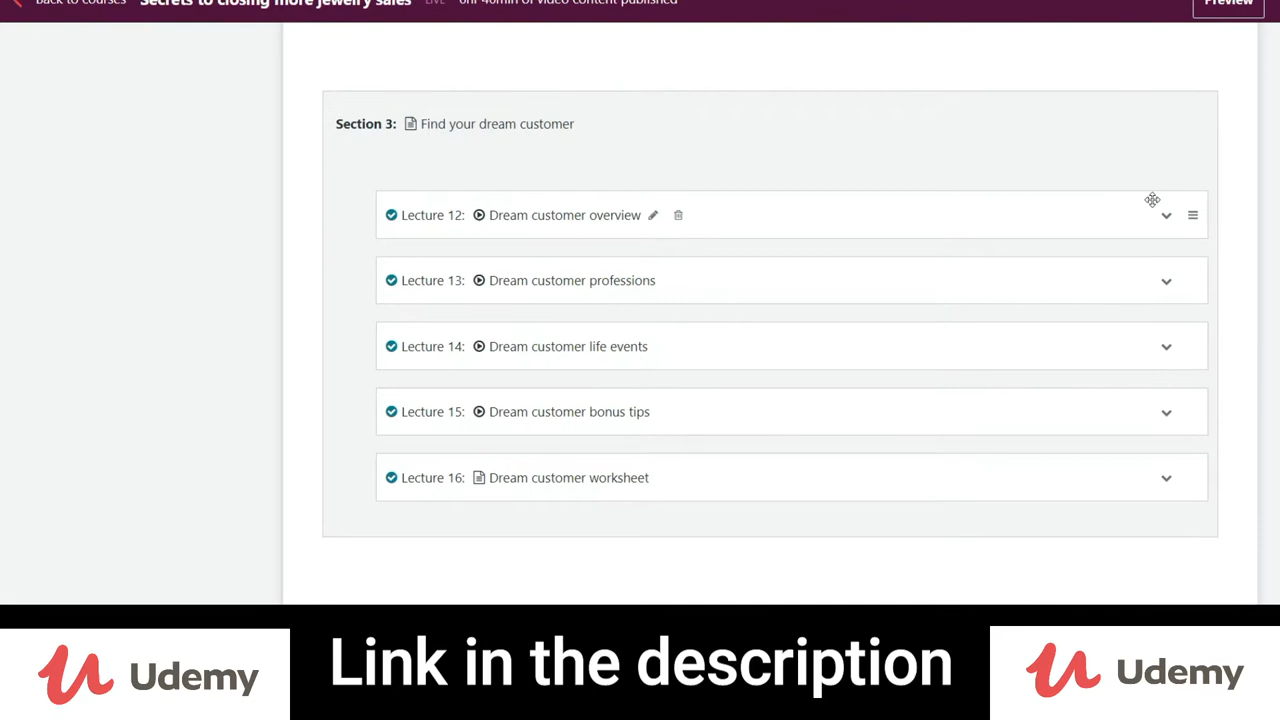 Back to courses Secrets to closing more jewelry sales LIVE 6hr 40min of video content published Preview
Section 3: Find your dream customer
Lecture 12: Dream customer overview
Lecture 13: Dream customer professions
Lecture 14: Dream customer life events
Lecture 15: Dream customer bonus tips
Lecture 16: Dream customer worksheet
Udemy Link in the description Udemy